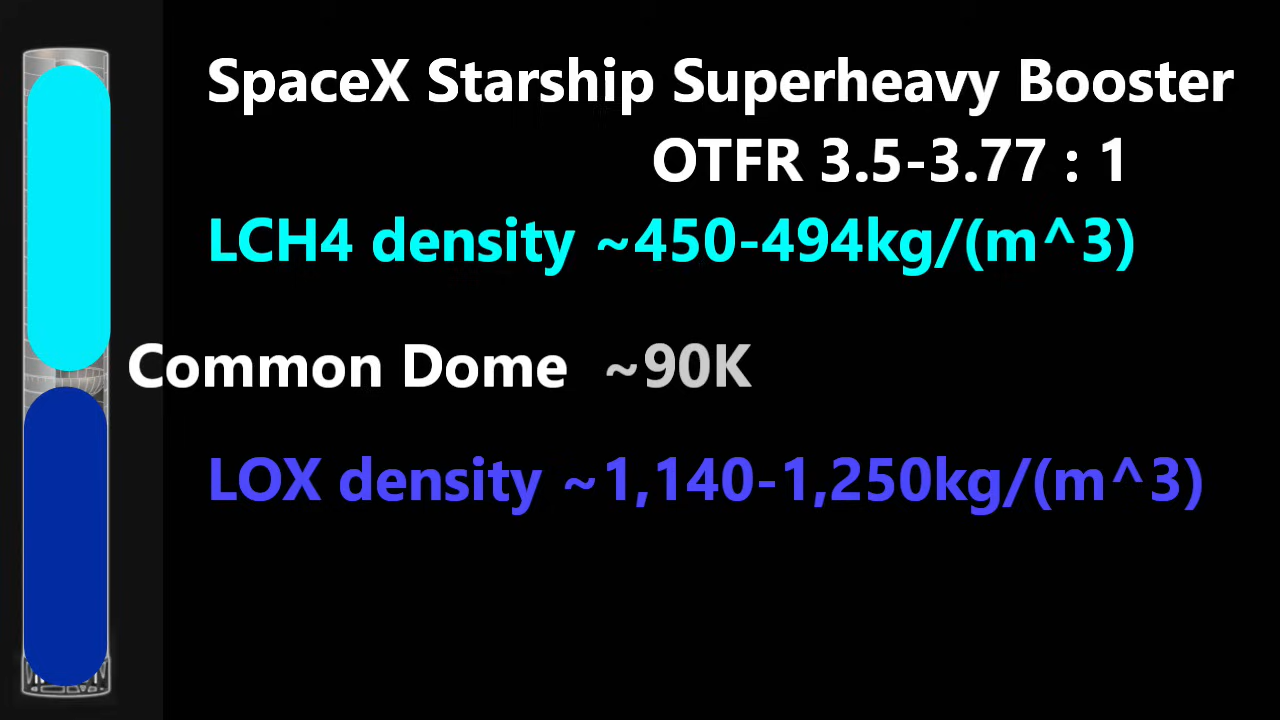 SpaceX Starship Superheavy Booster
OTFR 3.5-3.77 : 1
LCH4 density ~450-494kg/(m^3)
Common Dome ~90K
LOX density ~1,140-1,250kg/(m^3)